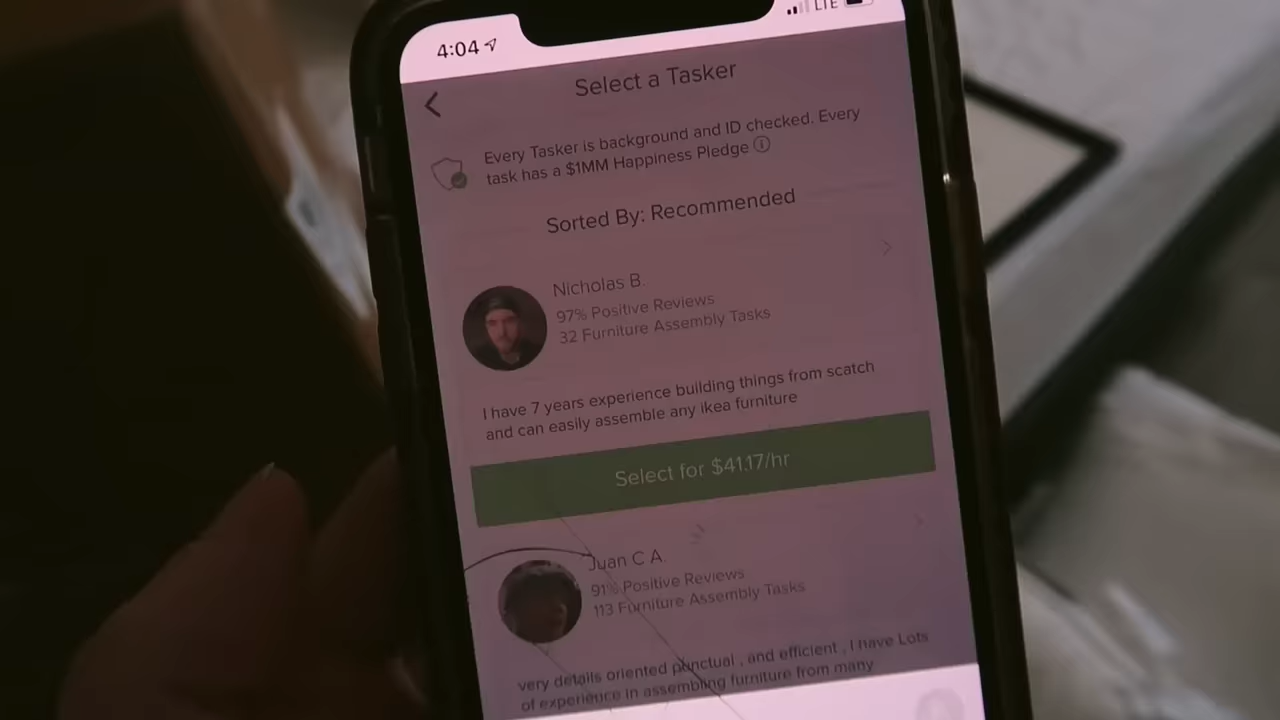 4:04
LTE
Select a Tasker
Every Tasker is background and ID checked. Every
task has a $1MM Happiness Pledge
Sorted By: Recommended
Nicholas B.
97% Positive Reviews
32 Furniture Assembly Tasks
I have 7 years experience building things from scatch
and can easily assemble any ikea furniture
Select for $41.17/hr
Juan C A.
91% Positive Reviews
113 Furniture Assembly Tasks
very details oriented punctual , and efficient , I have Lots
of experience in assembling furniture from many